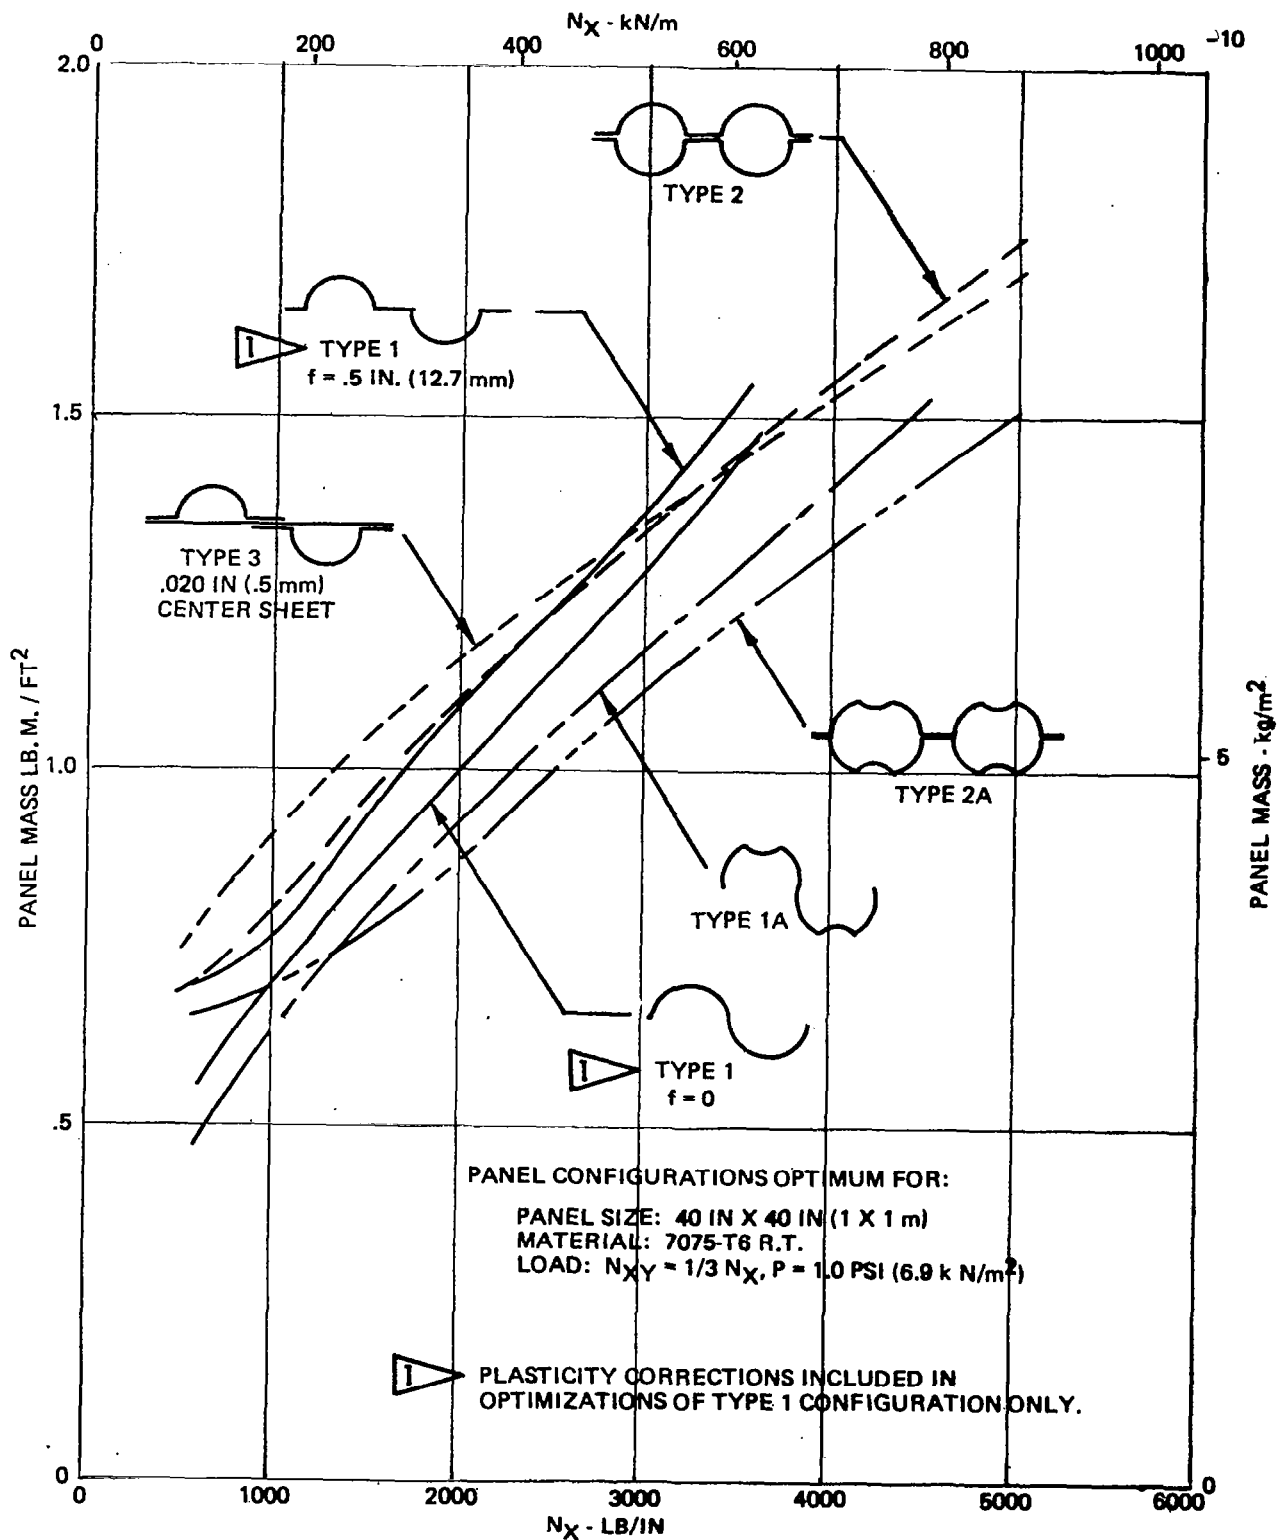 N_X - kN/m
0 200 400 600 800 1000 10
2.0
TYPE 2
1 TYPE 1
f = .5 IN. (12.7 mm)
1.5
TYPE 3
.020 IN (.5 mm)
CENTER SHEET
PANEL MASS LB. M. / FT²
PANEL MASS - kg/m²
1.0
5
TYPE 2A
TYPE 1A
1 TYPE 1
f = 0
.5
PANEL CONFIGURATIONS OPTIMUM FOR:
PANEL SIZE: 40 IN X 40 IN (1 X 1 m)
MATERIAL: 7075-T6 R.T.
LOAD: N_XY = 1/3 N_X, P = 1.0 PSI (6.9 k N/m²)
1 PLASTICITY CORRECTIONS INCLUDED IN
OPTIMIZATIONS OF TYPE 1 CONFIGURATION ONLY.
0
0
0 1000 2000 3000 4000 5000 6000
N_X - LB/IN